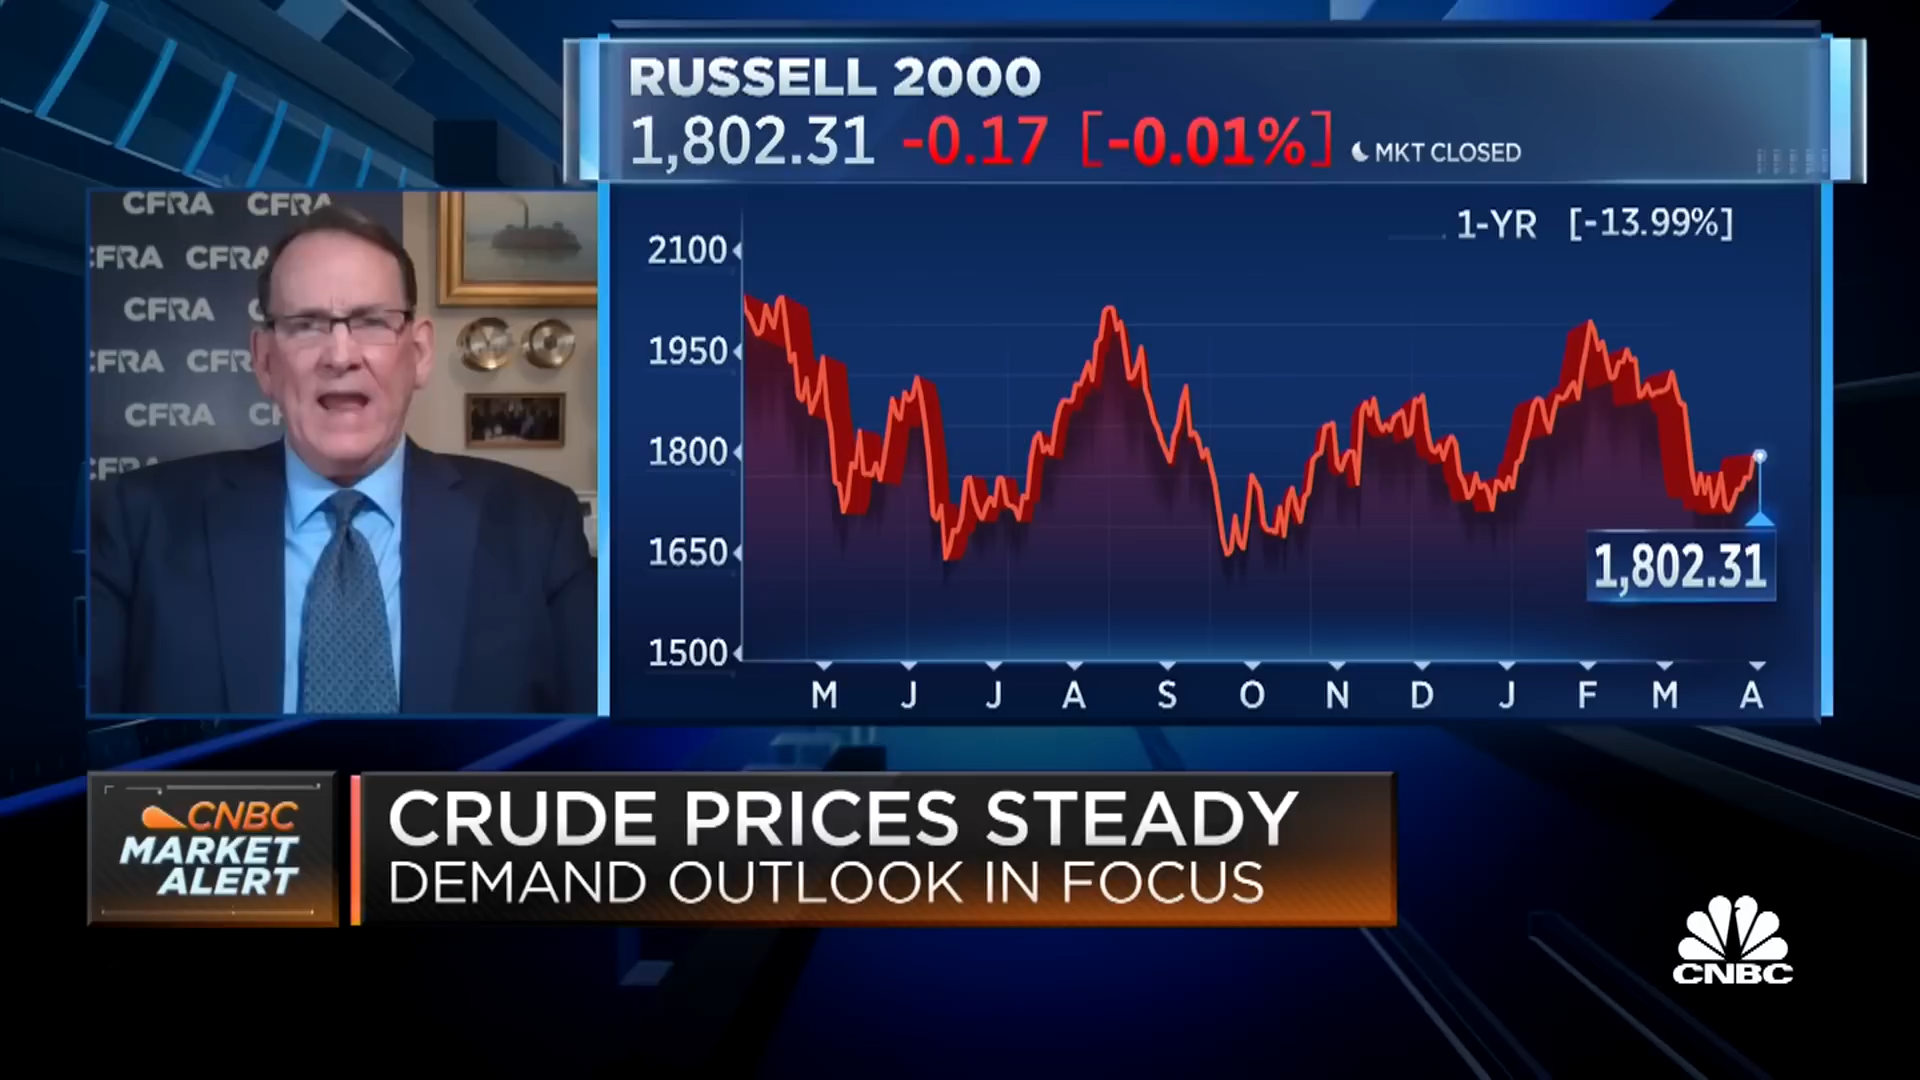 RUSSELL 2000
1,802.31 -0.17 [-0.01%] MKT CLOSED
1-YR [-13.99%]
2100
1950
1800
1650
1500
1,802.31
M J J A S O N D J F M A
CFRA CFRA
CFRA CFRA
CFRA C
CFRA CFR
CFRA CF
CFRA
CNBC
MARKET
ALERT
CRUDE PRICES STEADY
DEMAND OUTLOOK IN FOCUS
CNBC